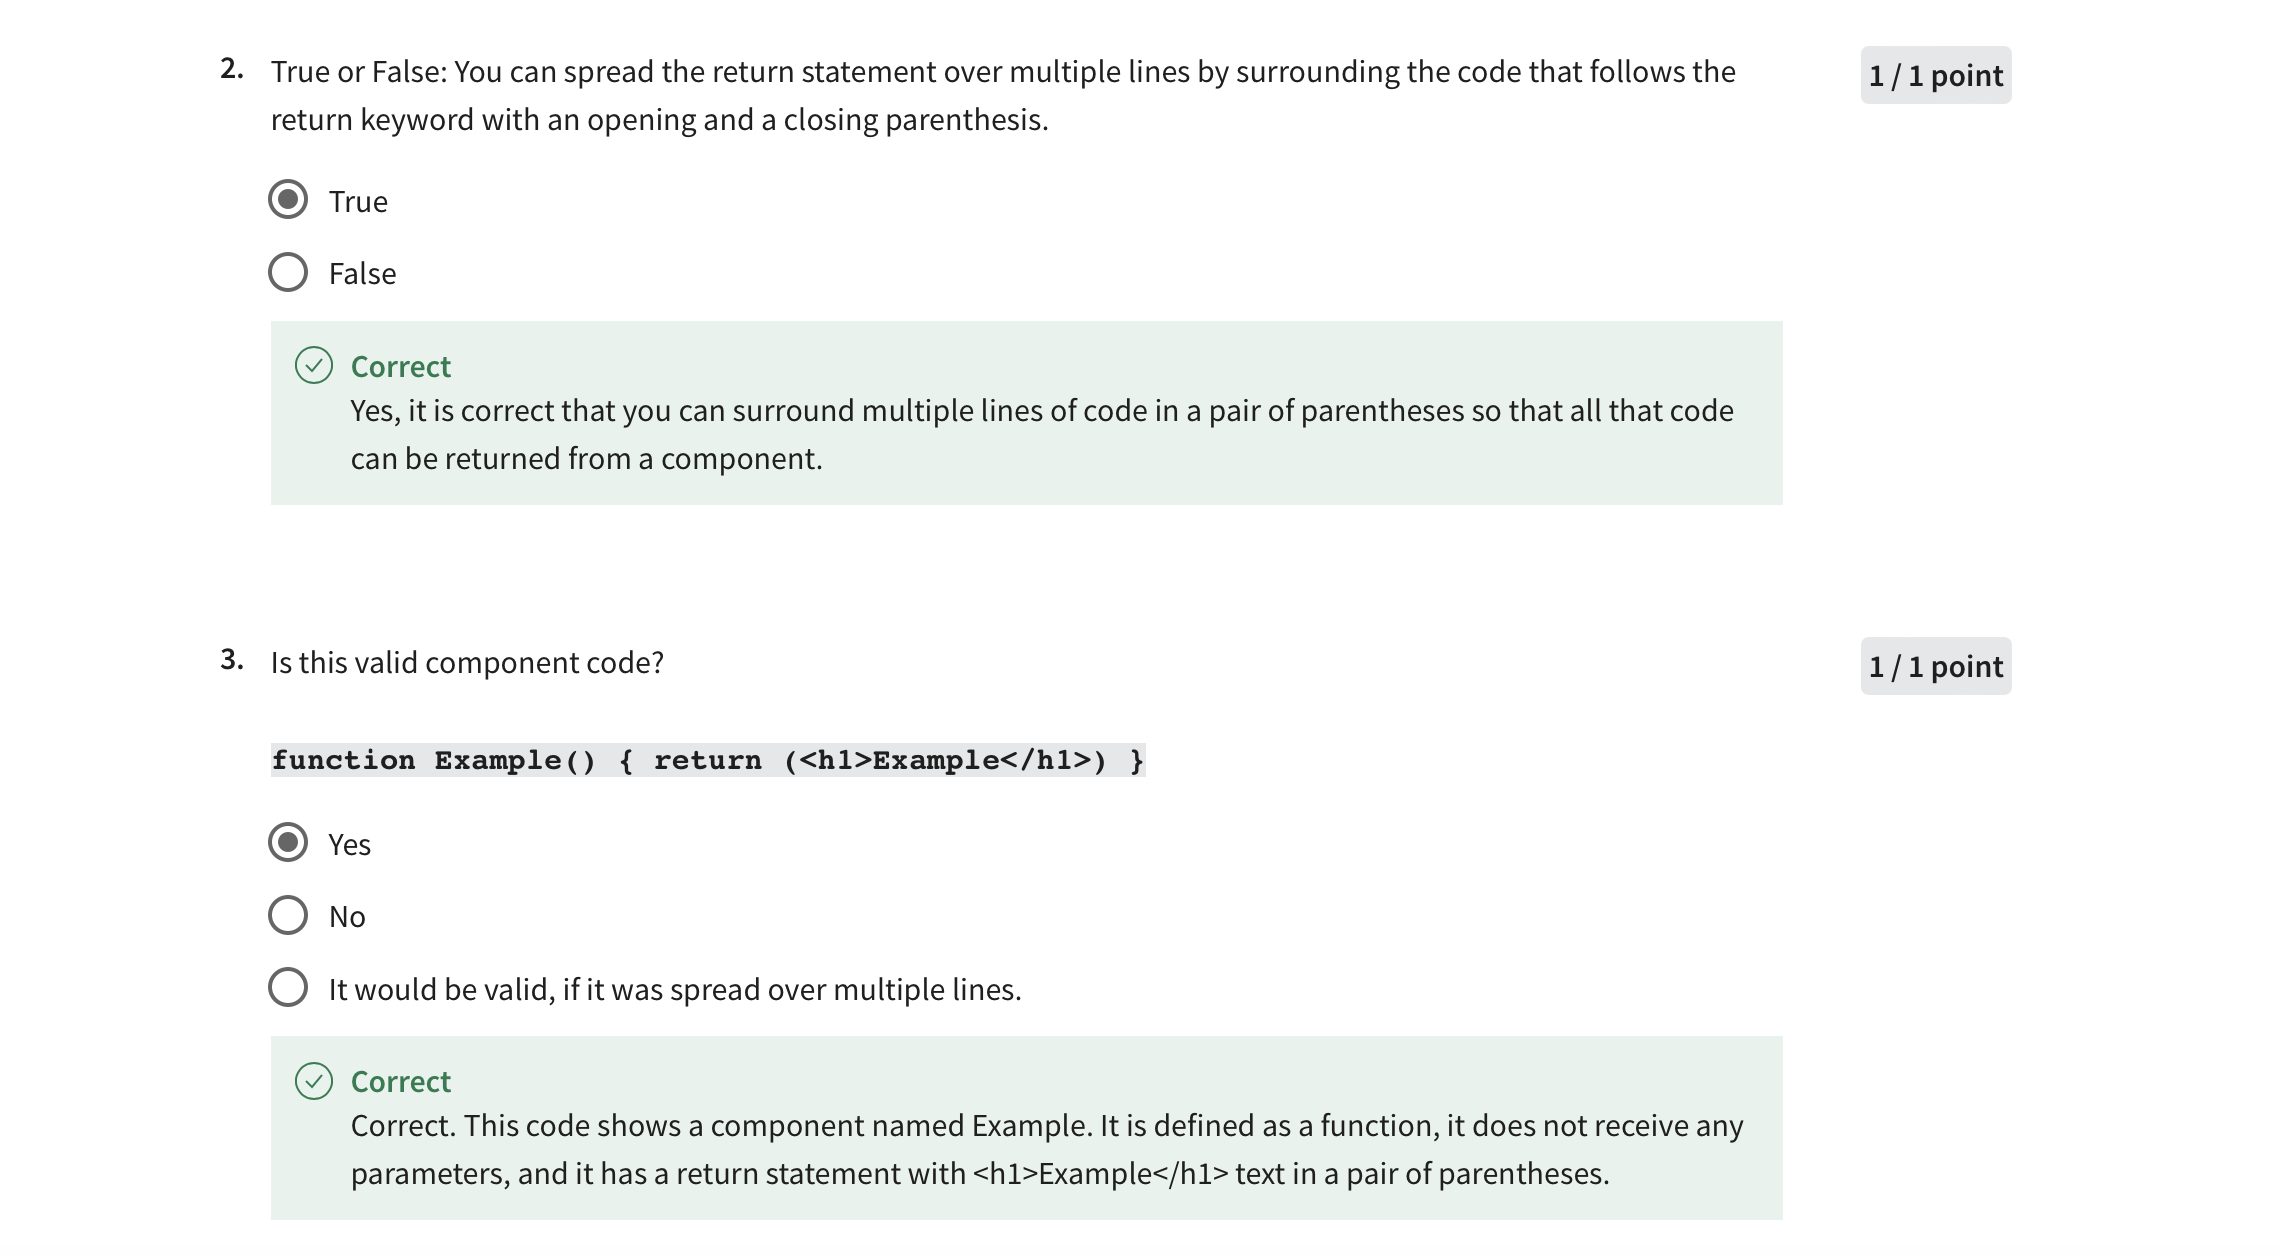 2. True or False: You can spread the return statement over multiple lines by surrounding the code that follows the
return keyword with an opening and a closing parenthesis.
1 / 1 point
True
False
Correct
Yes, it is correct that you can surround multiple lines of code in a pair of parentheses so that all that code
can be returned from a component.
3. Is this valid component code?
1 / 1 point
function Example() { return (<h1>Example</h1>) }
Yes
No
It would be valid, if it was spread over multiple lines.
Correct
Correct. This code shows a component named Example. It is defined as a function, it does not receive any
parameters, and it has a return statement with <h1>Example</h1> text in a pair of parentheses.